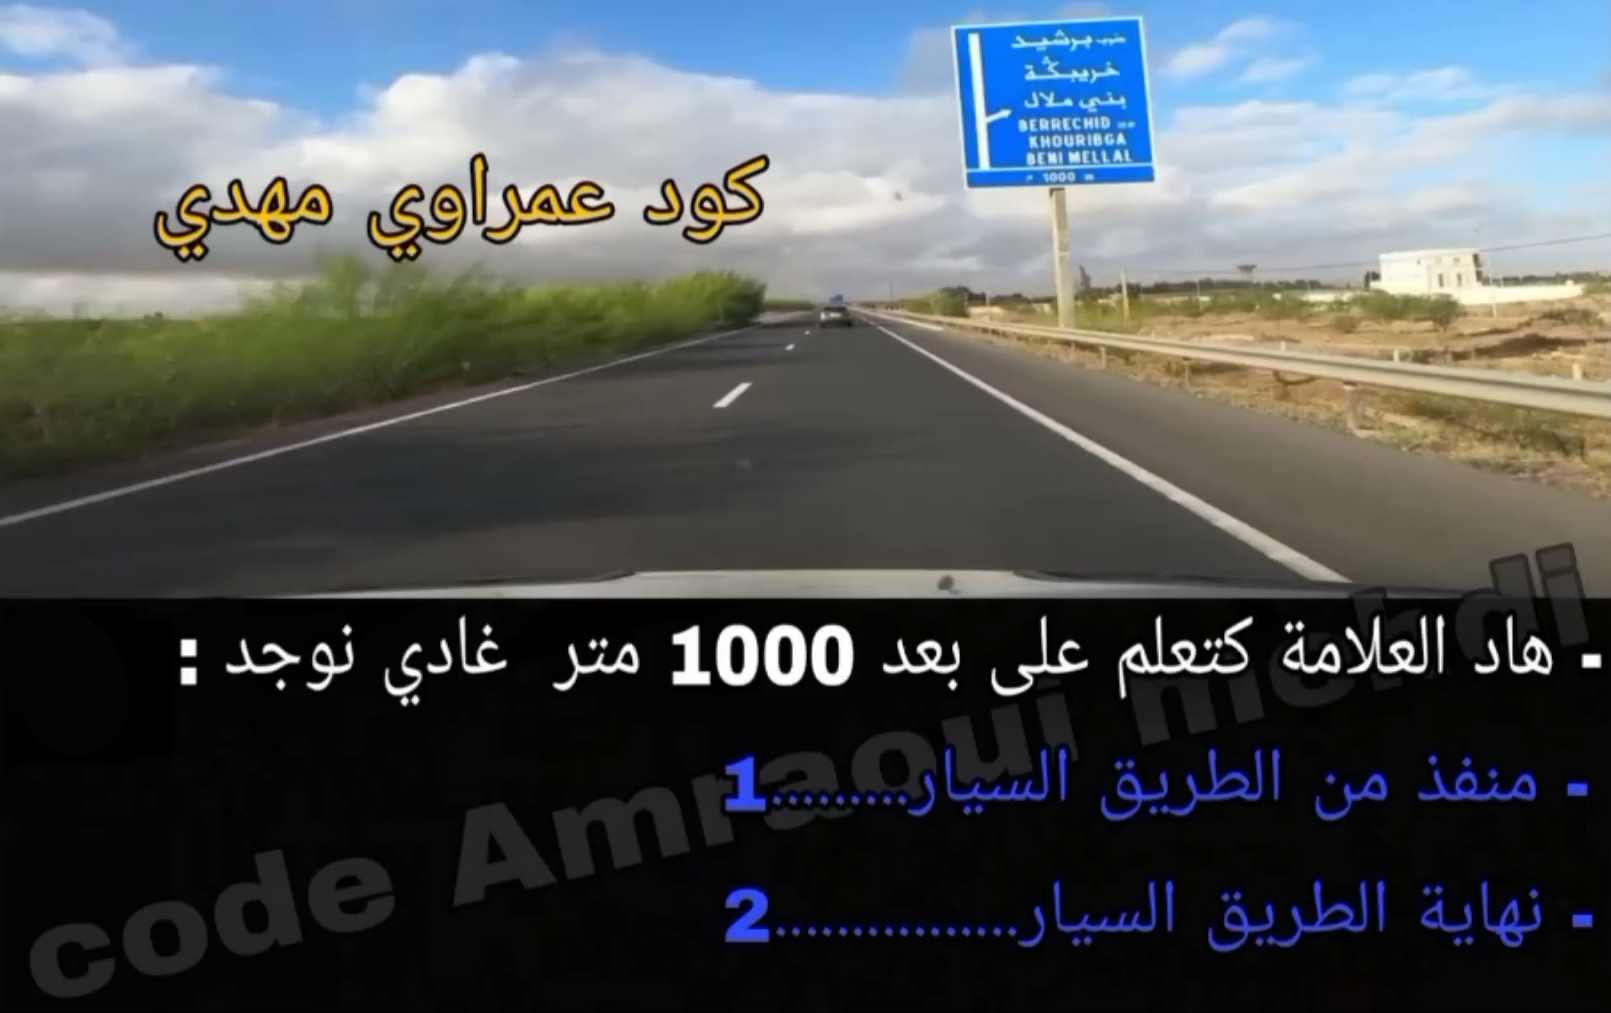 جنوب برشيد
خريبكة
بني ملال
BERRECHID
KHOURIBGA
BENI MELLAL
1000 m
كود عمراوي مهدي
- هاد العلامة كتعلم على بعد 1000 متر غادي نوجد :
- منفذ من الطريق السيار.........1
- نهاية الطريق السيار................2
code Amraoui mehdi